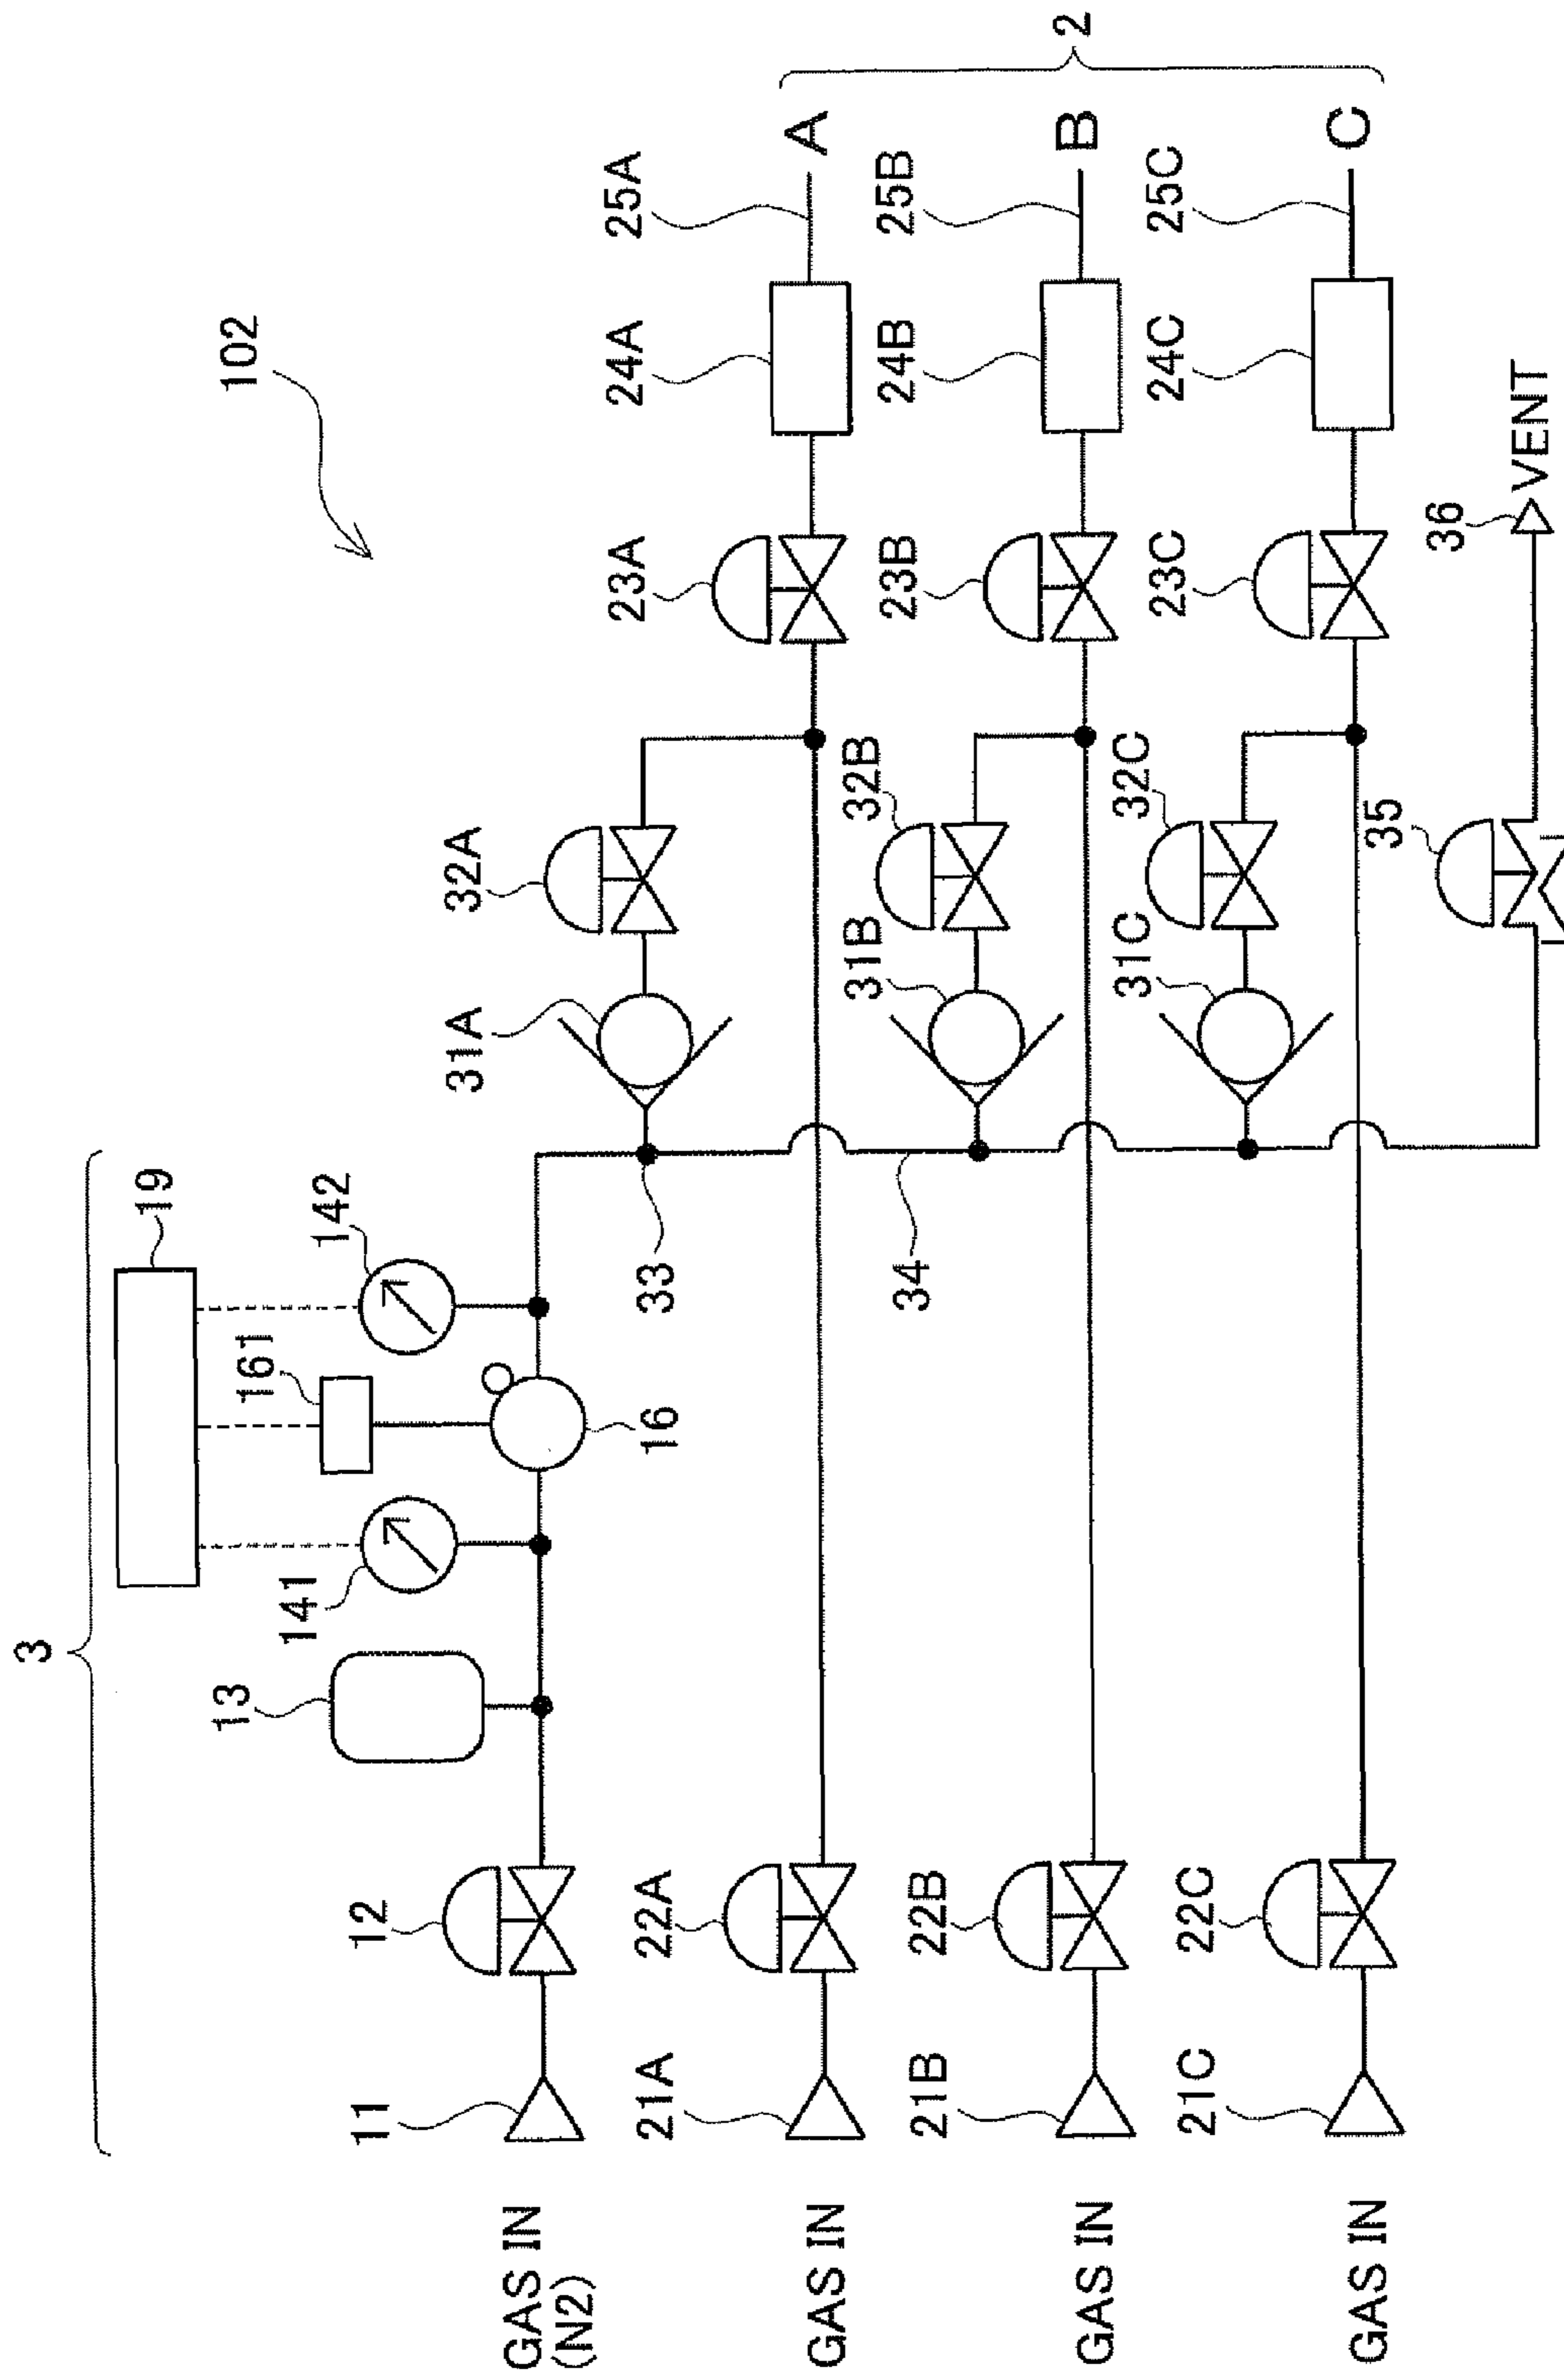 102
3
19
142
161
141
13
12
11
16
33
34
GAS IN
(N2)
31A
32A
21A
22A
23A
24A
25A
A
GAS IN
31B
32B
21B
22B
23B
24B
25B
B
GAS IN
31C
32C
21C
22C
23C
24C
25C
C
GAS IN
2
35
36
VENT